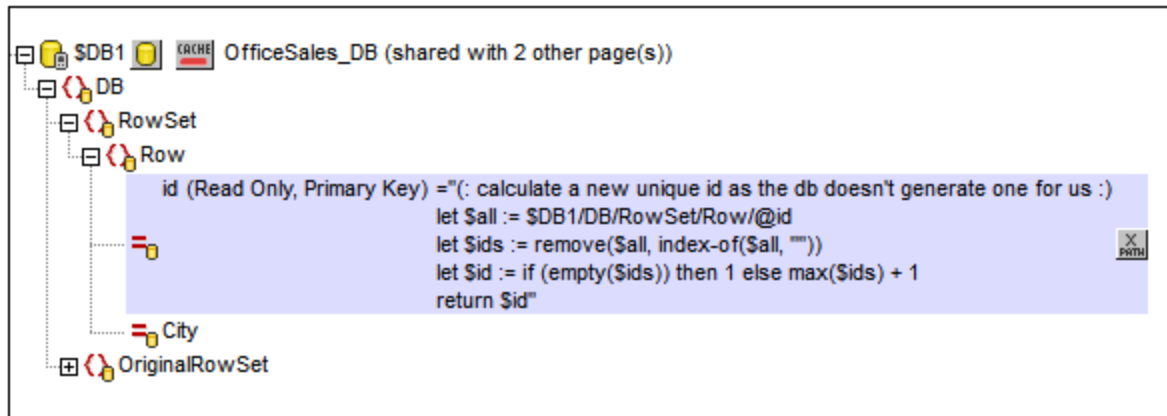 $DB1 CACHE OfficeSales_DB (shared with 2 other page(s))
DB
RowSet
Row
id (Read Only, Primary Key) ="(: calculate a new unique id as the db doesn't generate one for us :)
let $all := $DB1/DB/RowSet/Row/@id
let $ids := remove($all, index-of($all, ""))
let $id := if (empty($ids)) then 1 else max($ids) + 1
return $id"
X
PATH
City
OriginalRowSet